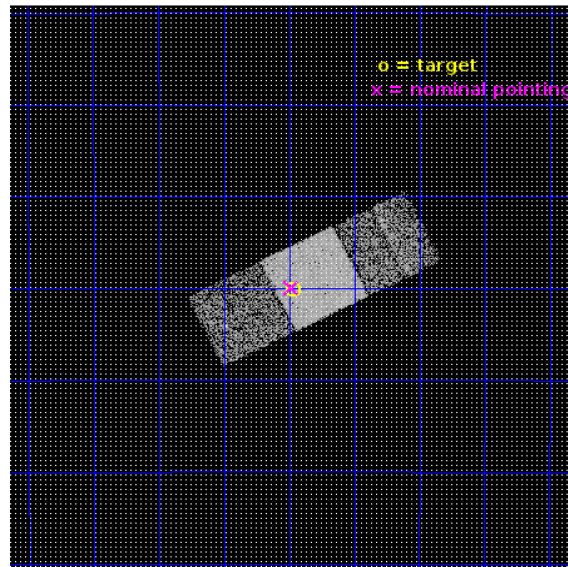 o = target
x = nominal pointing